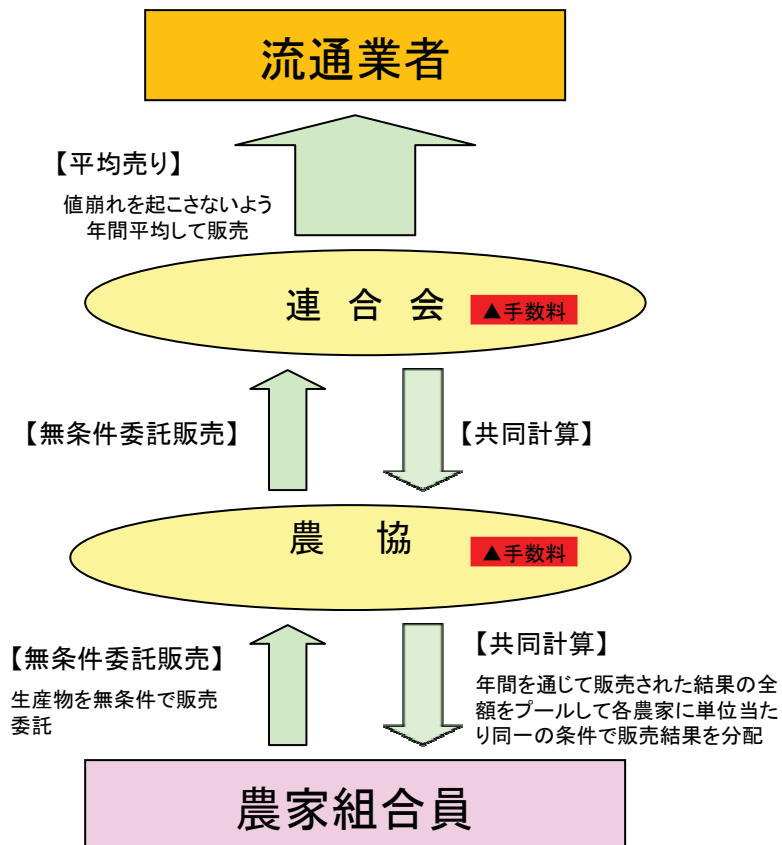 流通業者
【平均売り】
値崩れを起こさないよう
年間平均して販売
連 合 会
▲手数料
【無条件委託販売】
【共同計算】
農 協
▲手数料
【無条件委託販売】
生産物を無条件で販売
委託
【共同計算】
年間を通じて販売された結果の全
額をプールして各農家に単位当た
り同一の条件で販売結果を分配
農家組合員